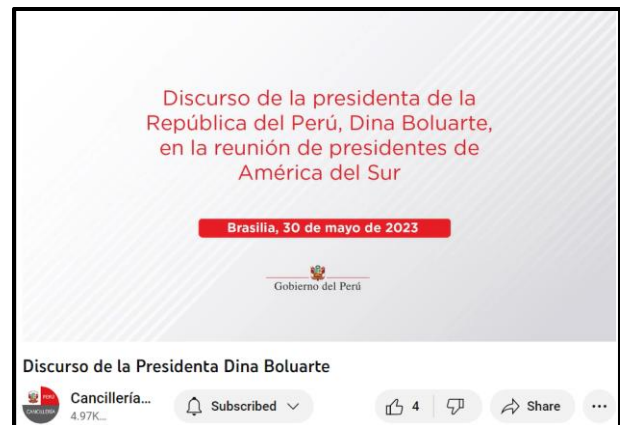 Discurso de la presidenta de la
República del Perú, Dina Boluarte,
en la reunión de presidentes de
América del Sur
Brasilia, 30 de mayo de 2023
Gobierno del Perú
Discurso de la Presidenta Dina Boluarte
PERÚ
CANCILLERÍA
Cancillería...
4.97K...
Subscribed
4
Share
...